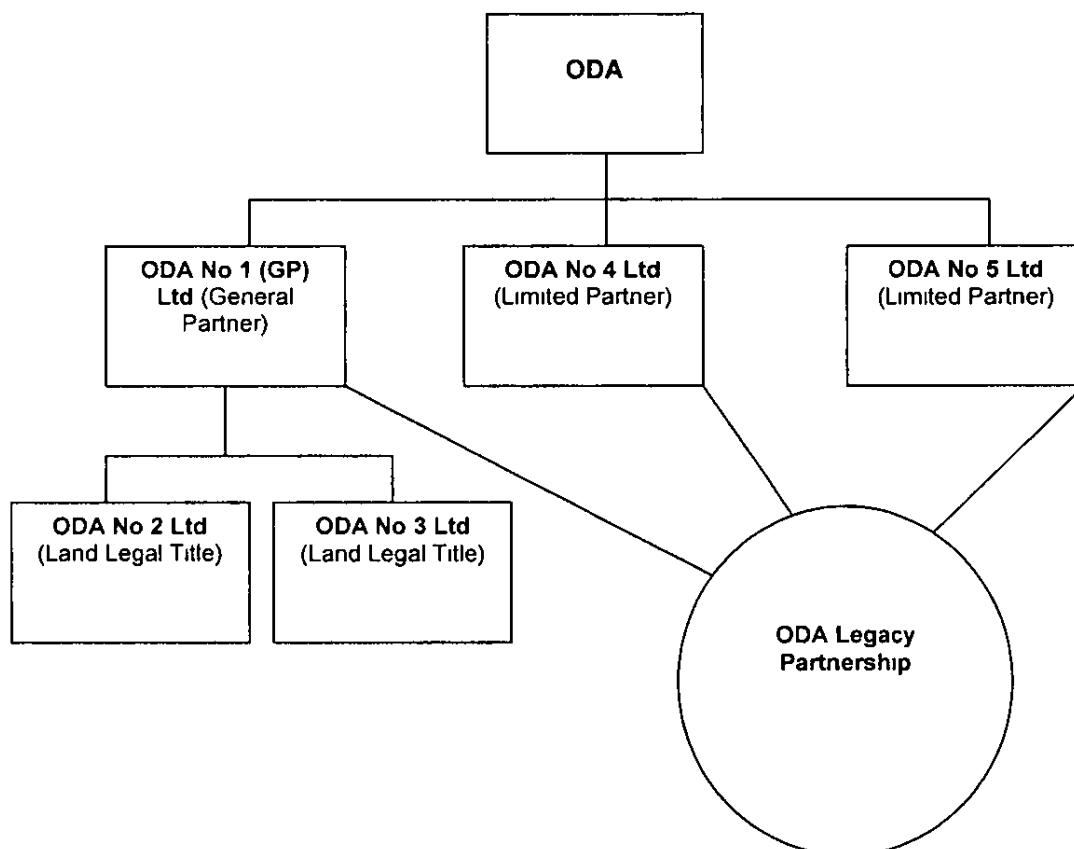 ODA
ODA No 1 (GP)
Ltd (General
Partner)
ODA No 4 Ltd
(Limited Partner)
ODA No 5 Ltd
(Limited Partner)
ODA No 2 Ltd
(Land Legal Title)
ODA No 3 Ltd
(Land Legal Title)
ODA Legacy
Partnership